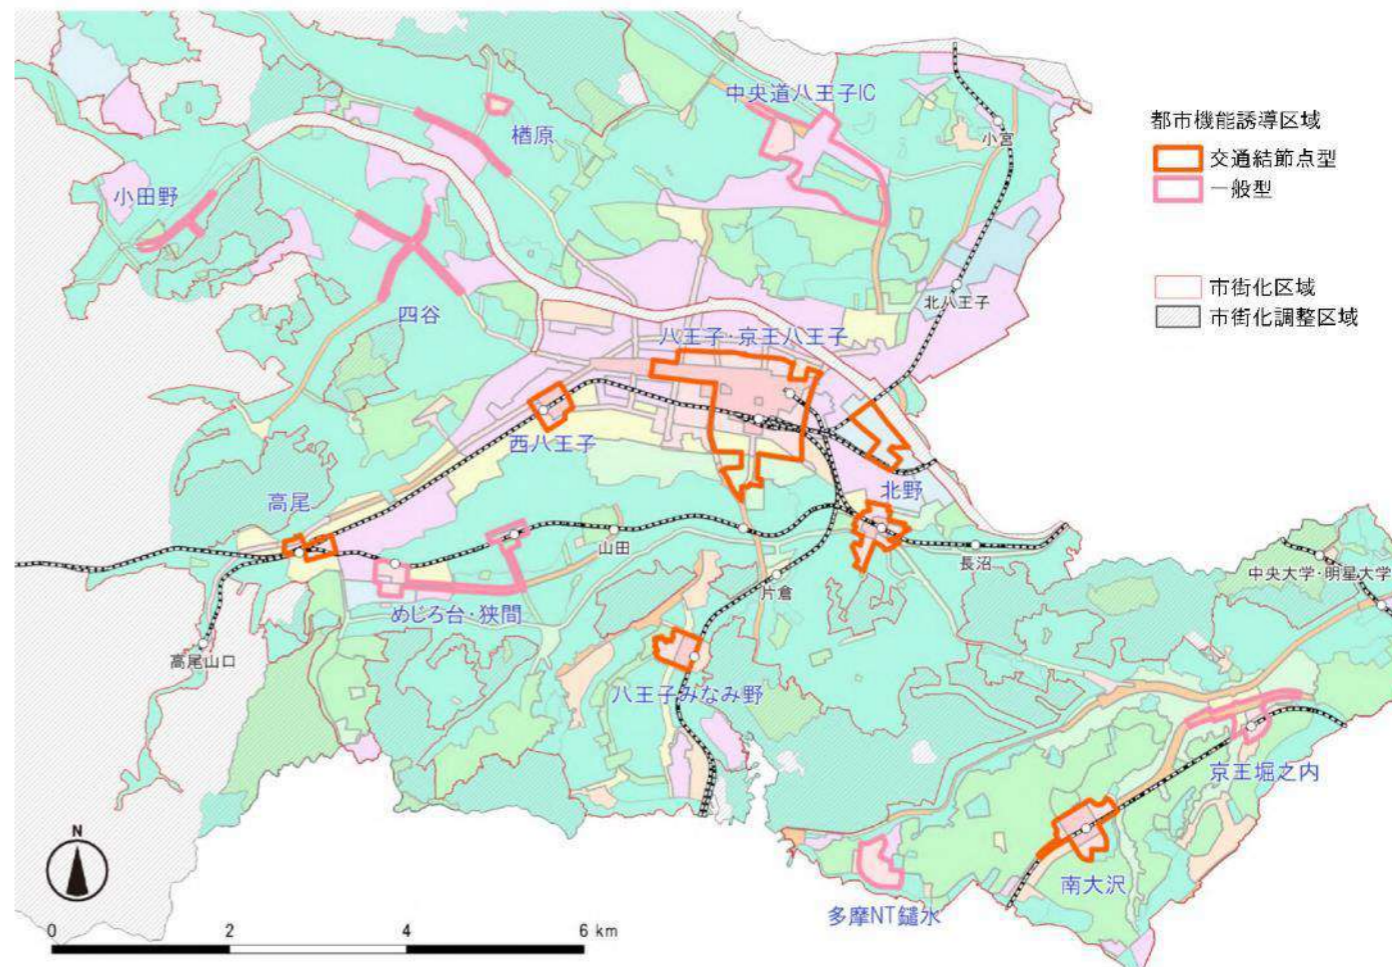 中央道八王子IC
楢原
小宮
小田野
四谷
北八王子
八王子・京王八王子
西八王子
北野
高尾
山田
長沼
片倉
めじろ台・狭間
高尾山口
八王子みなみ野
中央大学・明星大学
京王堀之内
南大沢
多摩NT鑓水
都市機能誘導区域
交通結節点型
一般型
市街化区域
市街化調整区域
N
0 2 4 6 km